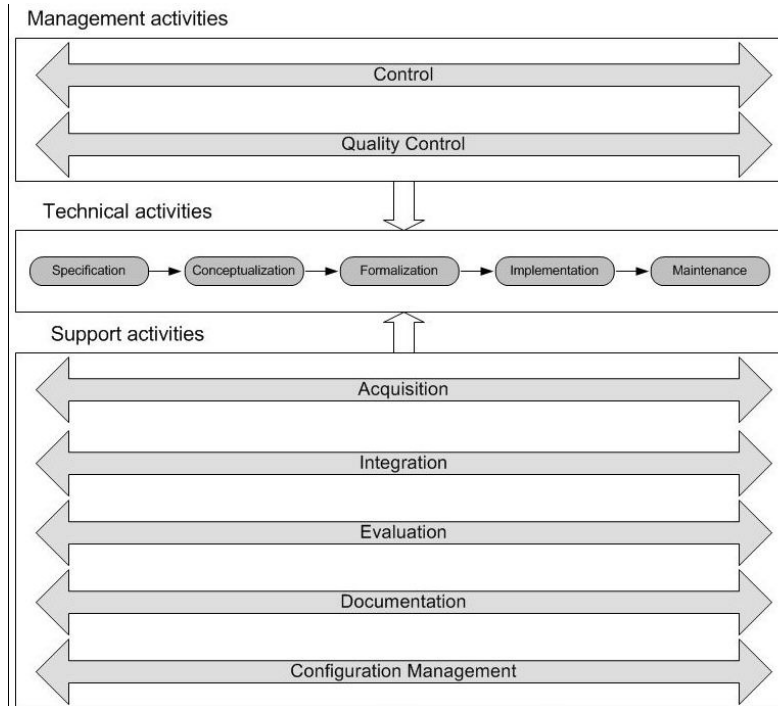 Management activities
Control
Quality Control
Technical activities
Specification
Conceptualization
Formalization
Implementation
Maintenance
Support activities
Acquisition
Integration
Evaluation
Documentation
Configuration Management